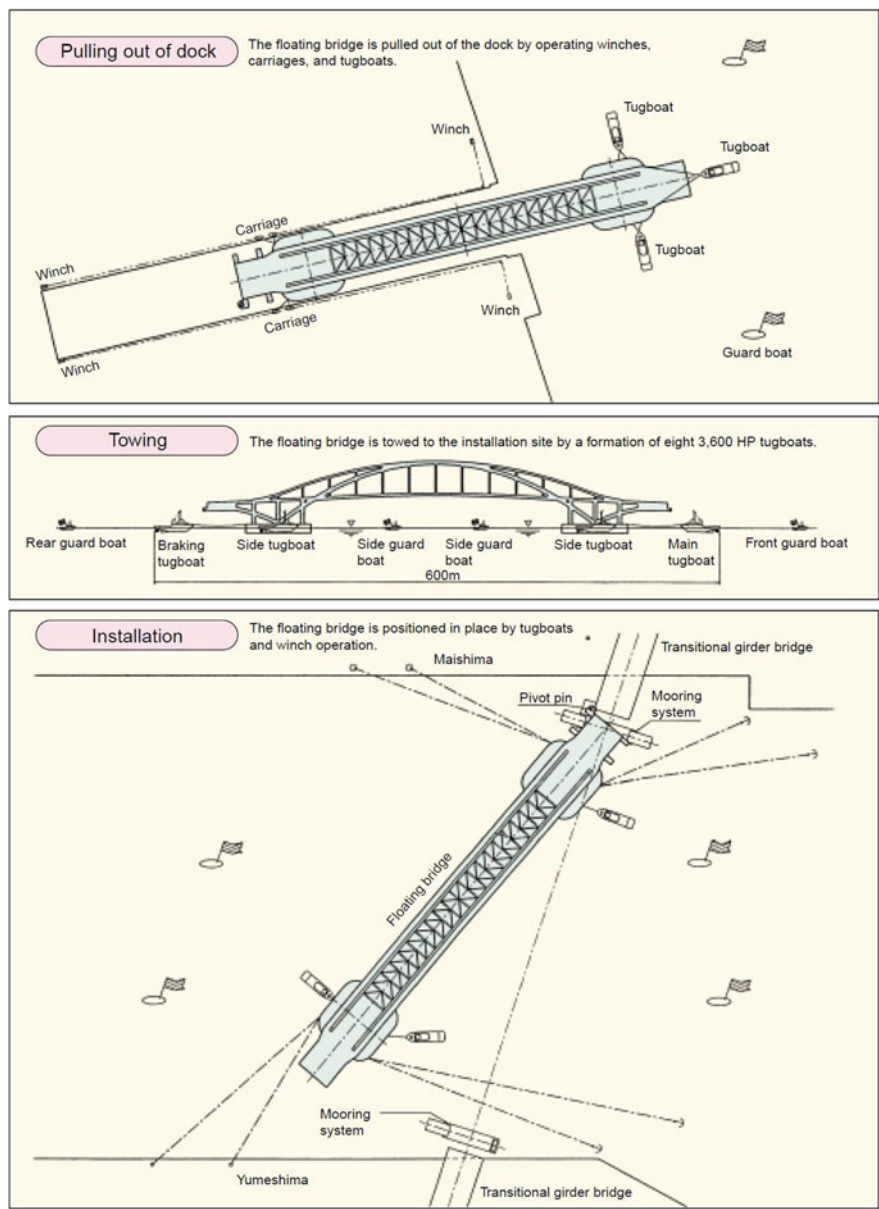 Pulling out of dock
The floating bridge is pulled out of the dock by operating winches,
carriages, and tugboats.
Tugboat
Winch
Tugboat
Carriage
Tugboat
Winch
Winch
Carriage
Guard boat
Winch
Towing
The floating bridge is towed to the installation site by a formation of eight 3,600 HP tugboats.
Rear guard boat
Braking
tugboat
Side tugboat
Side guard
boat
Side guard
boat
Side tugboat
Main
tugboat
Front guard boat
600m
Installation
The floating bridge is positioned in place by tugboats
and winch operation.
Maishima
Transitional girder bridge
Pivot pin
Mooring
system
Floating bridge
Mooring
system
Yumeshima
Transitional girder bridge